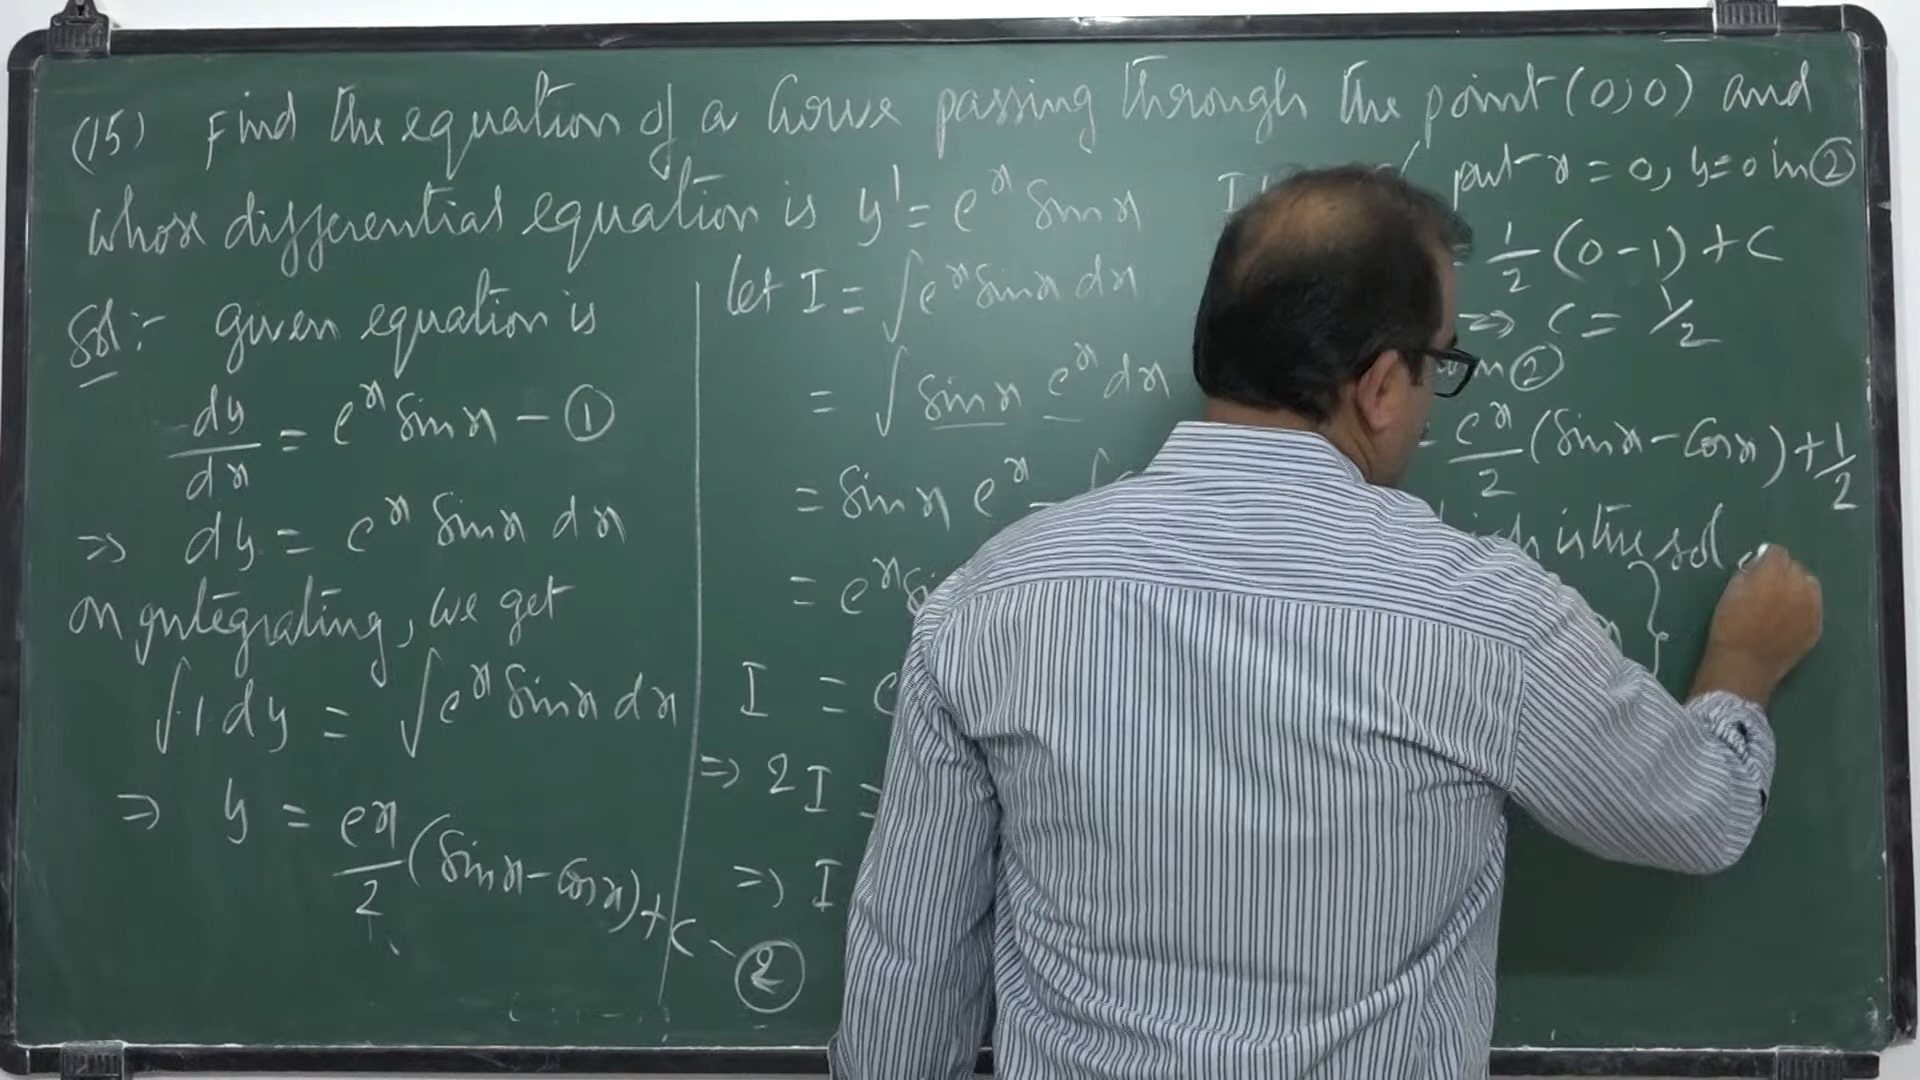 (15) Find the equation of a curve passing through the point (0,0) and
whose differential equation is y' = e^x sin x
Sol:- given equation is
dy/dx = e^x sin x - ①
=> dy = e^x sin x dx
on integrating, we get
∫1 dy = ∫e^x sin x dx
=> y = e^x/2 (sin x - cos x) + c - ②
let I = ∫e^x sin x dx
= ∫ sin x e^x dx
= sin x e^x - ∫
= e^x
I =
=> 2I =
=> I
put x = 0, y = 0 in ②
1/2 (0 - 1) + c
=> c = 1/2
in ②
= e^x/2 (sin x - cos x) + 1/2
is the sol